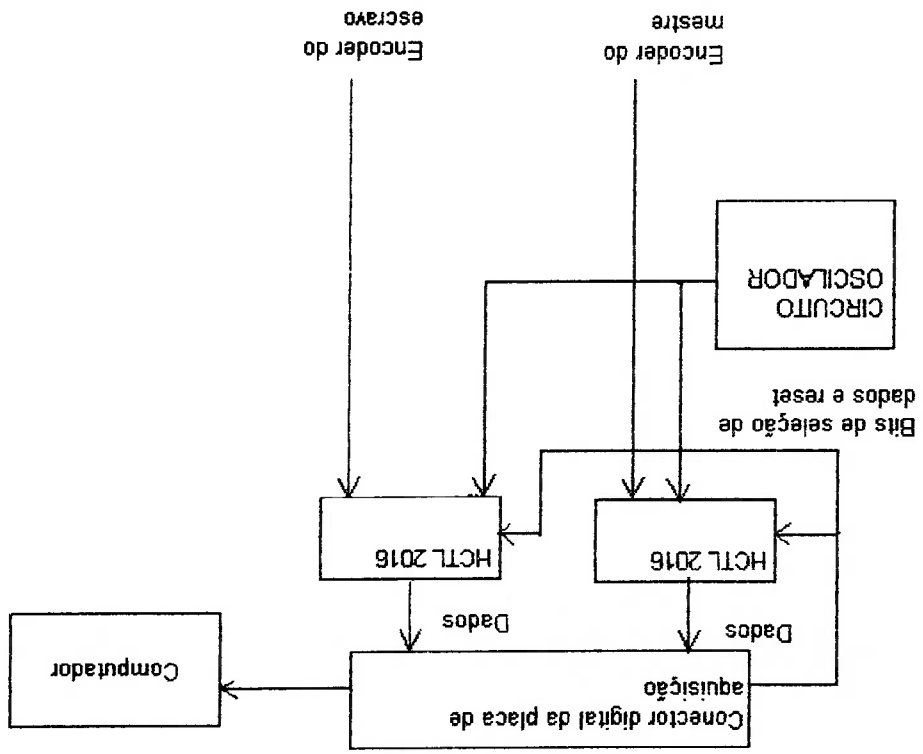 Conector digital da placa de
aquisição
Computador
Dados
Dados
HCTL 2016
HCTL 2016
Bits de seleção de
dados e reset
CIRCUITO
OSCILADOR
Encoder do
mestre
Encoder do
escravo